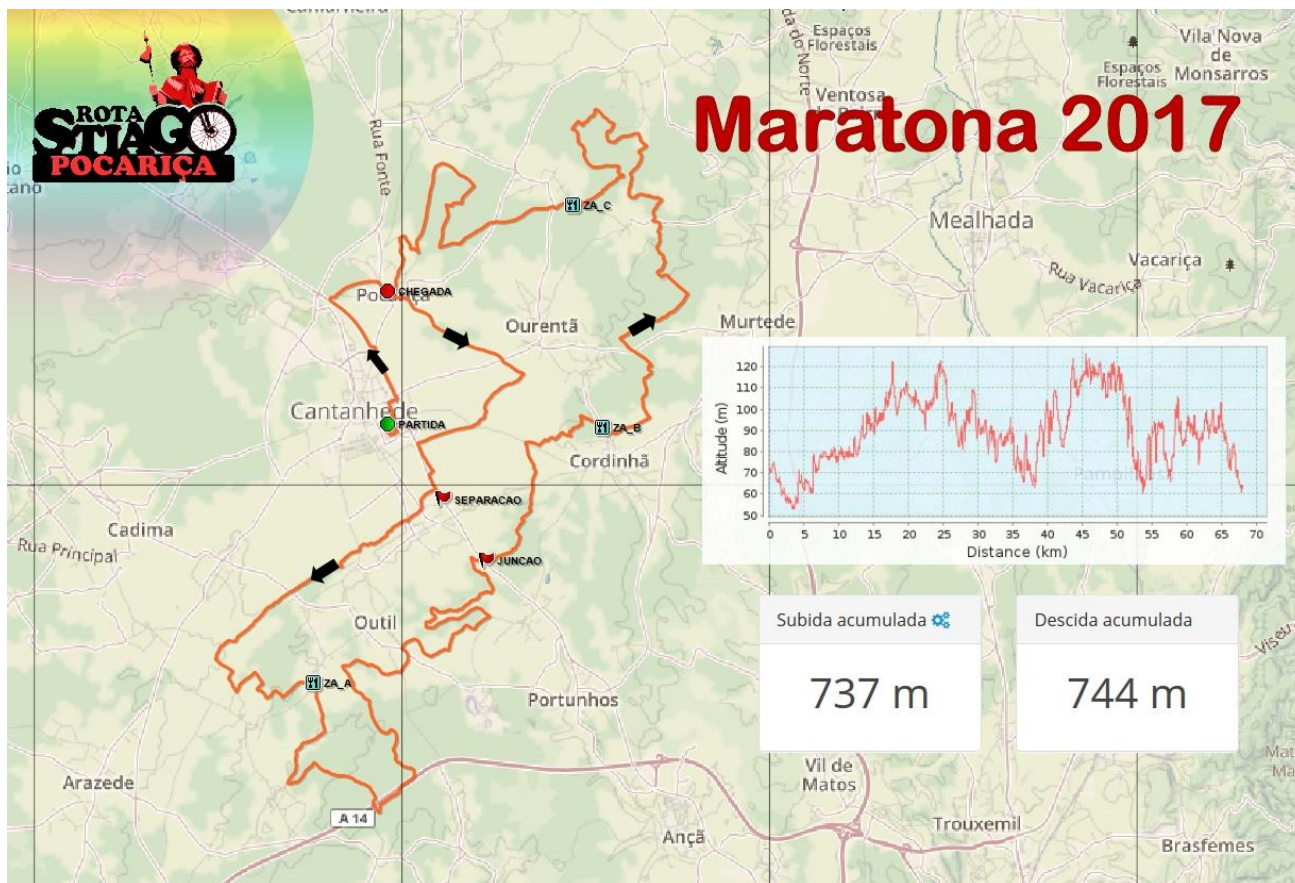 ROTA
STIAGO
POCARIÇA
Maratona 2017
Rua Fonte
Espaços
Florestais
Ventosa
Espaços
Florestais
Vila Nova
de
Monsarros
ZA_C
Mealhada
Vacariça
Rua Vacariça
CHEGADA
Ourentã
Murtede
Cantanhede
PARTIDA
ZA_B
Cordinhã
SEPARACAO
Cadima
Rua Principal
JUNCAO
Outil
ZA_A
Portunhos
Arazede
A 14
Ançã
Vil de
Matos
Trouxemil
Brasfemes
Viseu
Altitude (m)
120
110
100
90
80
70
60
50
0 5 10 15 20 25 30 35 40 45 50 55 60 65 70
Distance (km)
Subida acumulada
737 m
Descida acumulada
744 m